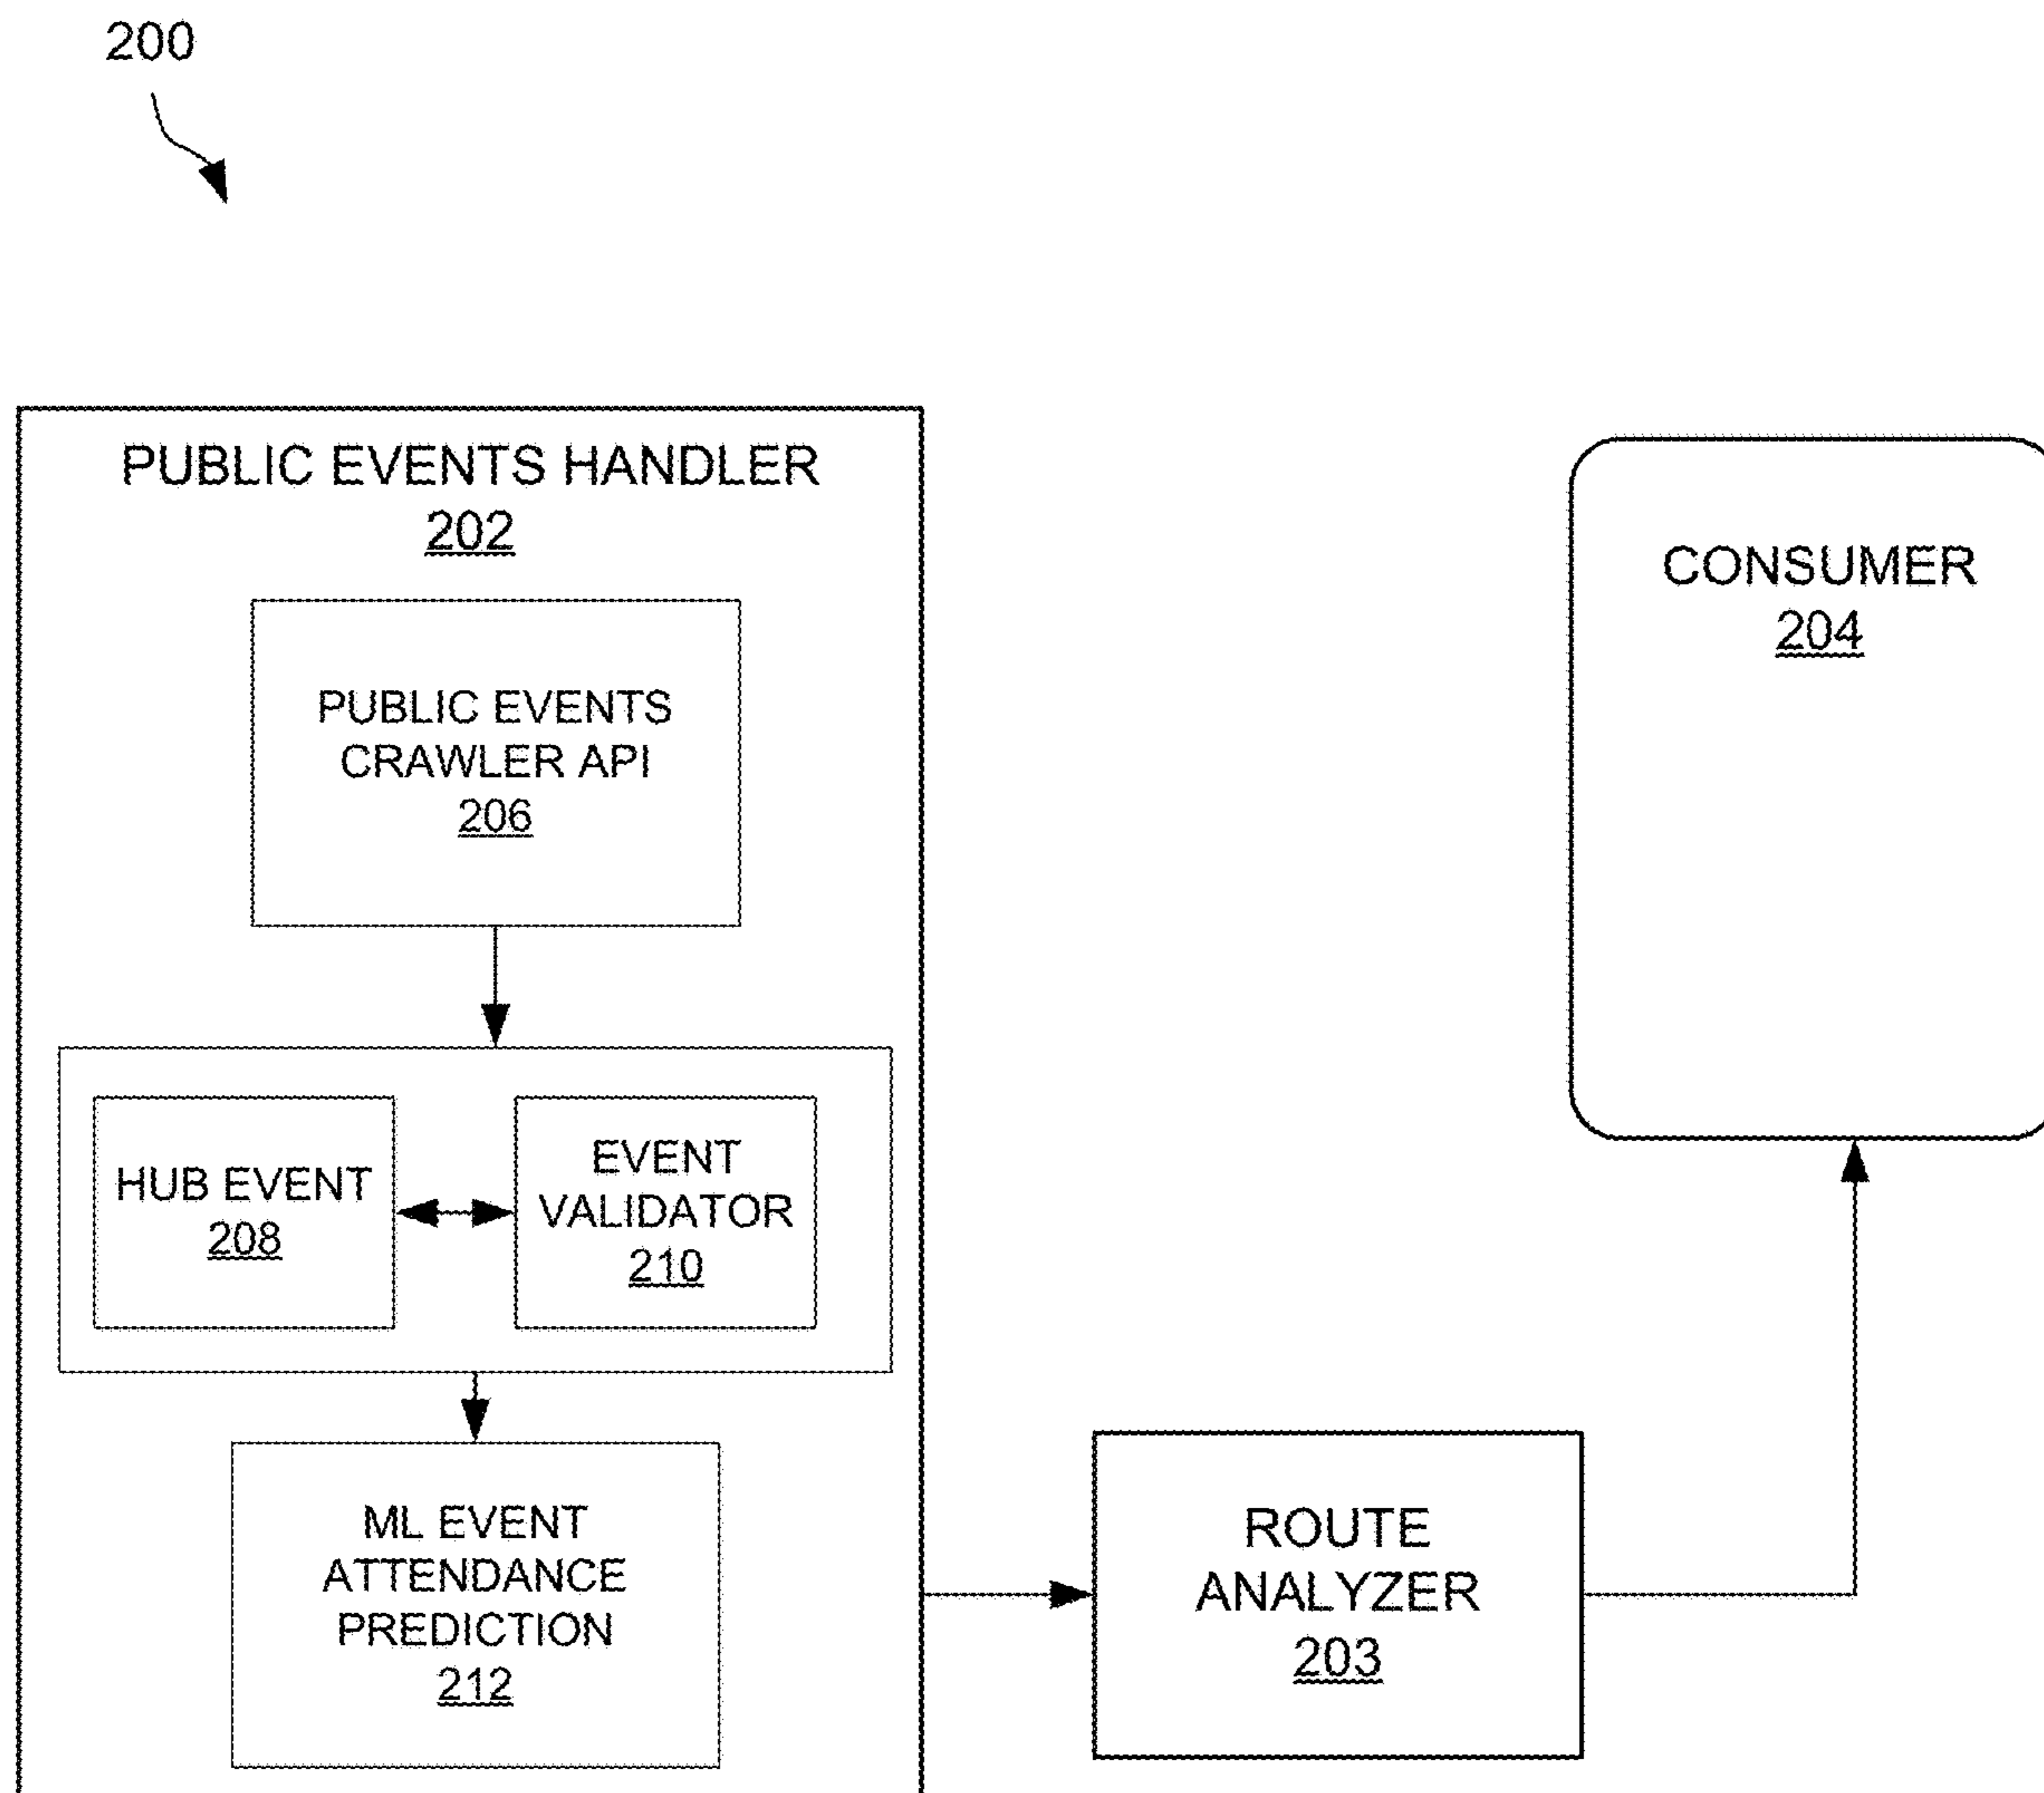 200
PUBLIC EVENTS HANDLER
202
PUBLIC EVENTS
CRAWLER API
206
HUB EVENT
208
EVENT
VALIDATOR
210
ML EVENT
ATTENDANCE
PREDICTION
212
ROUTE
ANALYZER
203
CONSUMER
204